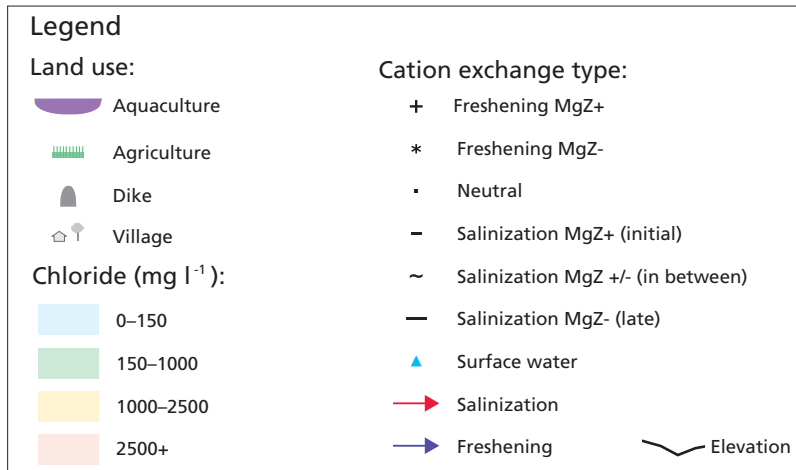 Legend
Land use:
Aquaculture
Agriculture
Dike
Village
Chloride (mg l⁻¹):
0–150
150–1000
1000–2500
2500+
Cation exchange type:
+ Freshening MgZ+
* Freshening MgZ-
· Neutral
– Salinization MgZ+ (initial)
~ Salinization MgZ +/- (in between)
— Salinization MgZ- (late)
Surface water
Salinization
Freshening
Elevation